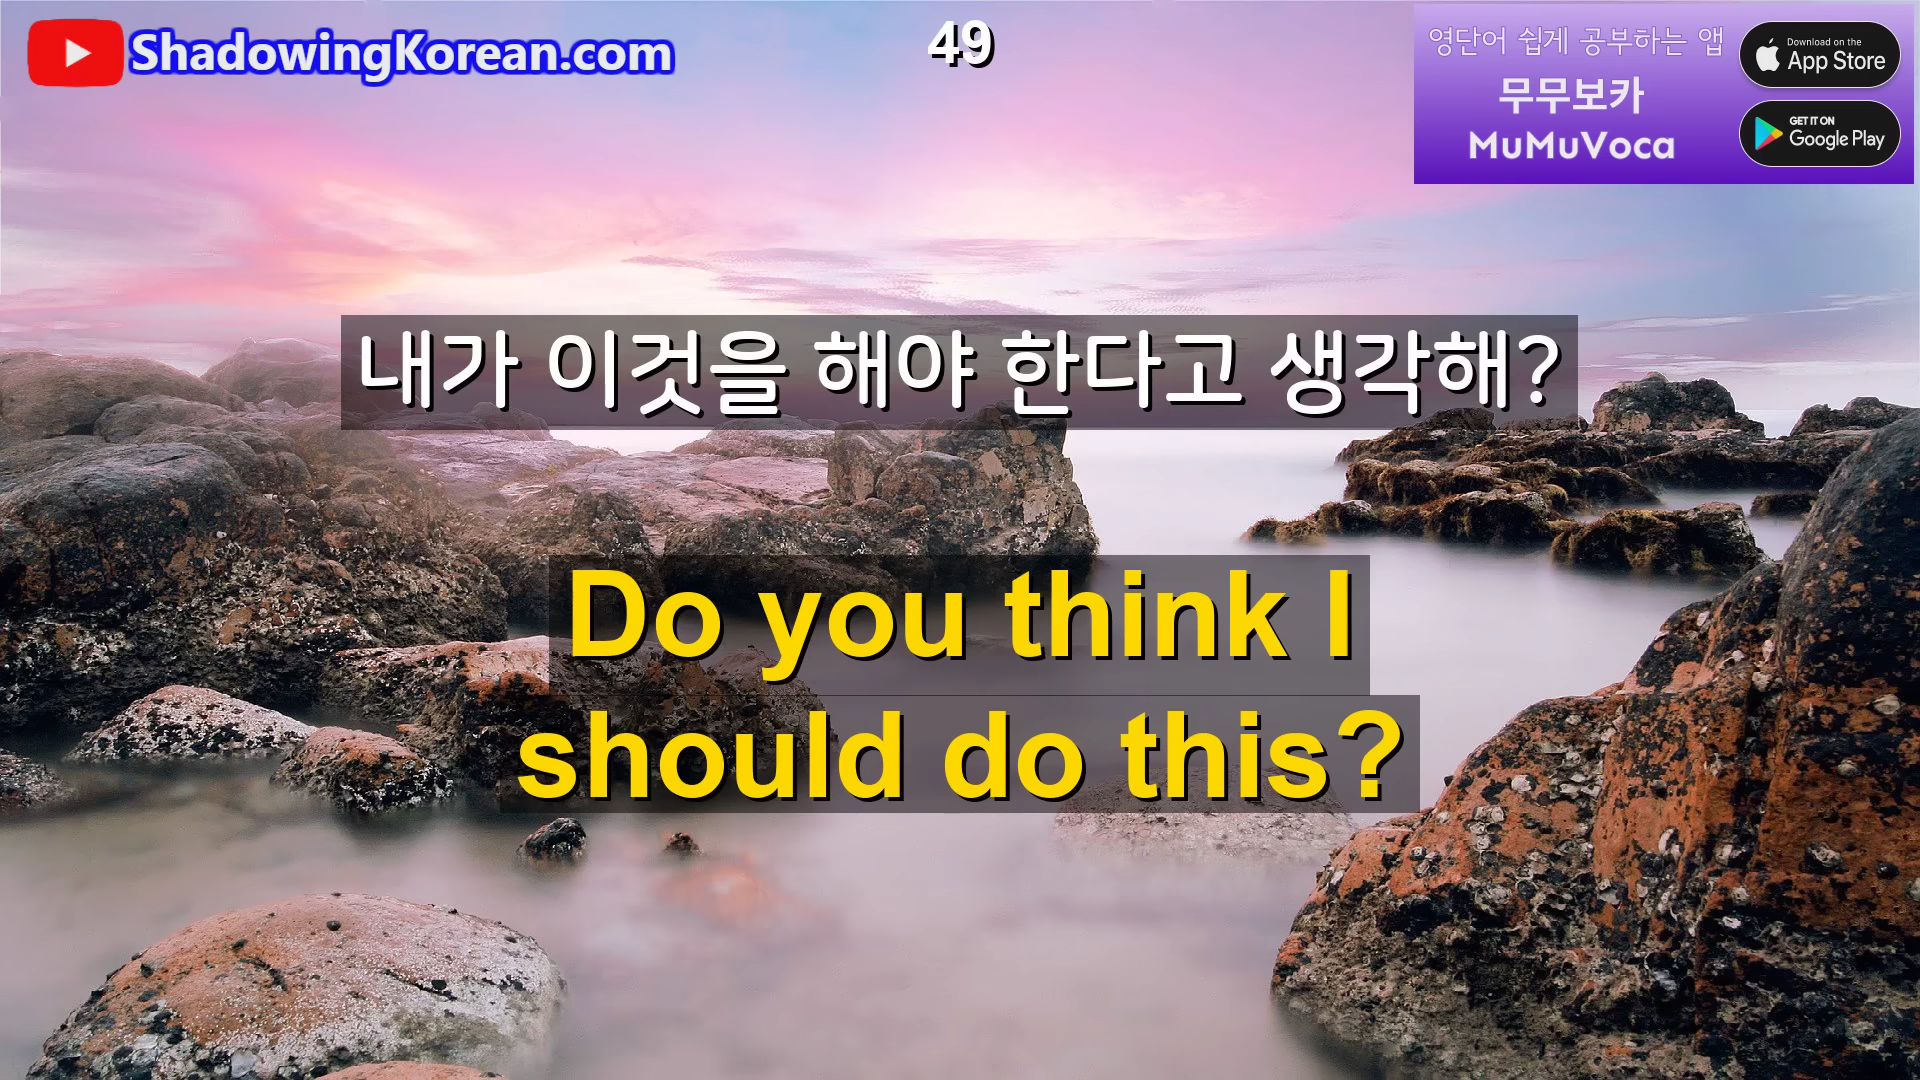 ShadowingKorean.com
49
영단어 쉽게 공부하는 앱
무무보카
MuMuVoca
Download on the
App Store
GET IT ON
Google Play
내가 이것을 해야 한다고 생각해?
Do you think I
should do this?